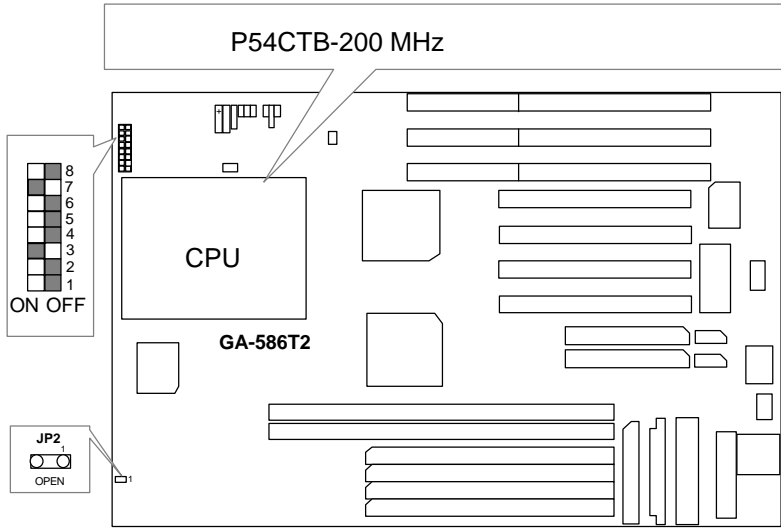 P54CTB-200 MHz
8
7
6
5
4
3
2
1
ON OFF
CPU
GA-586T2
JP2
1
OPEN
1
+